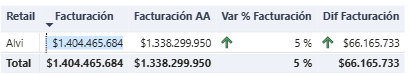 Retail Facturación Facturación AA Var % Facturación Dif Facturación
Alvi $1.404.465.684 $1.338.299.950 5 % $66.165.733
Total $1.404.465.684 $1.338.299.950 5 % $66.165.733